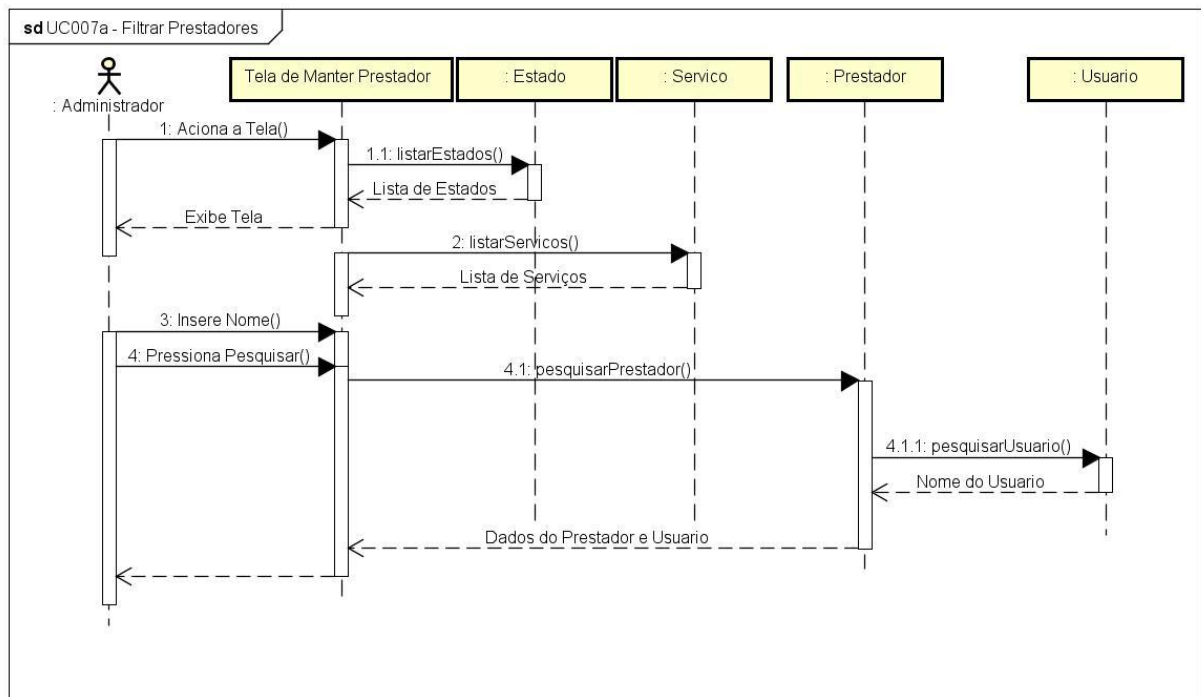 sd UC007a - Filtrar Prestadores
: Administrador
Tela de Manter Prestador
: Estado
: Servico
: Prestador
: Usuario
1: Aciona a Tela()
1.1: listarEstados()
Lista de Estados
Exibe Tela
2: listarServicos()
Lista de Serviços
3: Insere Nome()
4: Pressiona Pesquisar()
4.1: pesquisarPrestador()
4.1.1: pesquisarUsuario()
Nome do Usuario
Dados do Prestador e Usuario